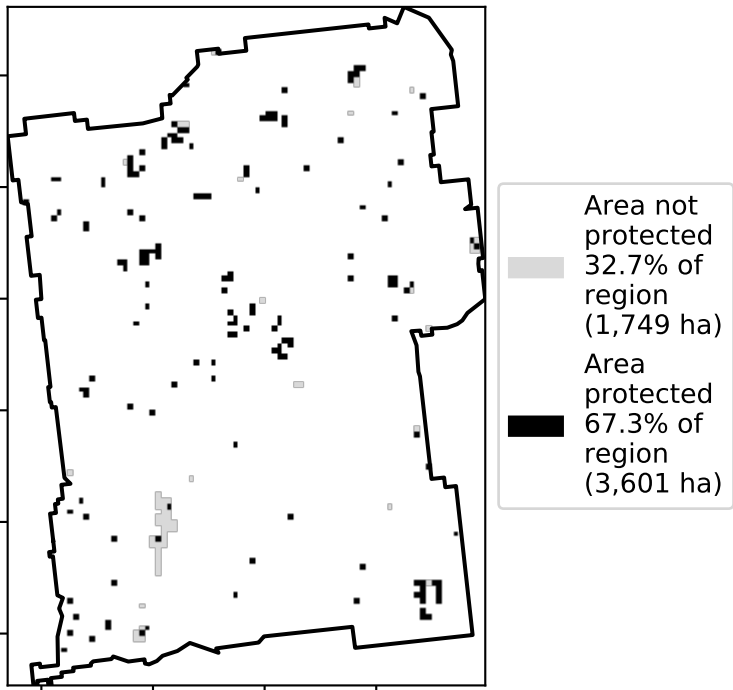 Area not
protected
32.7% of
region
(1,749 ha)
Area
protected
67.3% of
region
(3,601 ha)